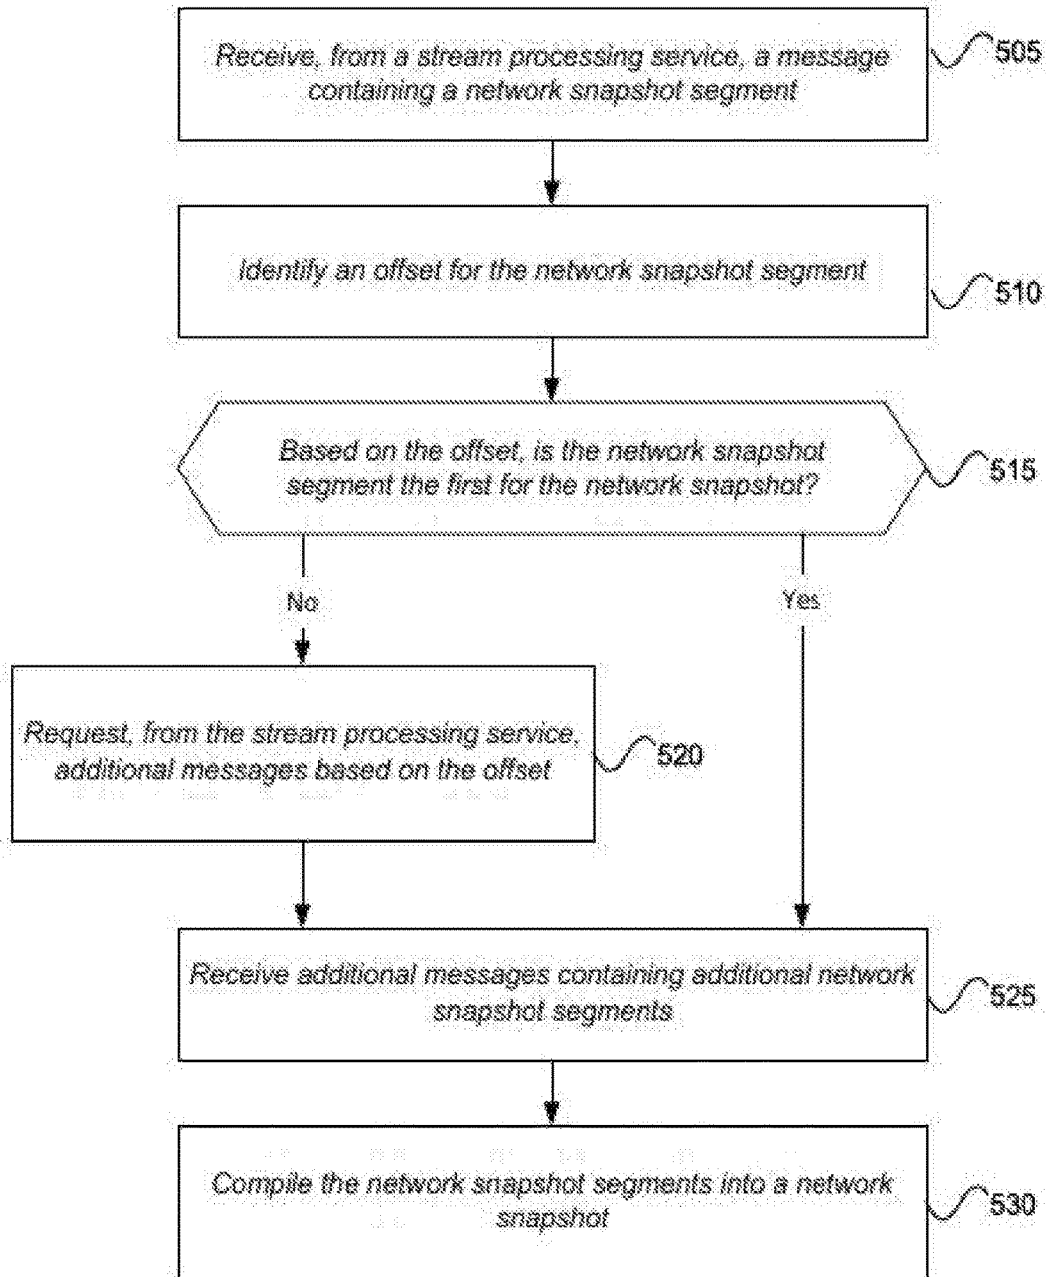 Receive, from a stream processing service, a message
containing a network snapshot segment
505
Identify an offset for the network snapshot segment
510
Based on the offset, is the network snapshot
segment the first for the network snapshot?
515
No
Yes
Request, from the stream processing service,
additional messages based on the offset
520
Receive additional messages containing additional network
snapshot segments
525
Compile the network snapshot segments into a network
snapshot
530